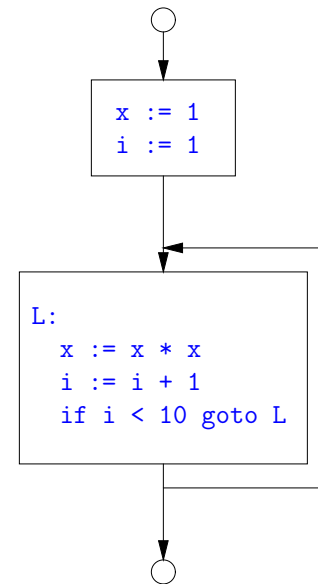 x := 1
i := 1
L:
x := x * x
i := i + 1
if i < 10 goto L